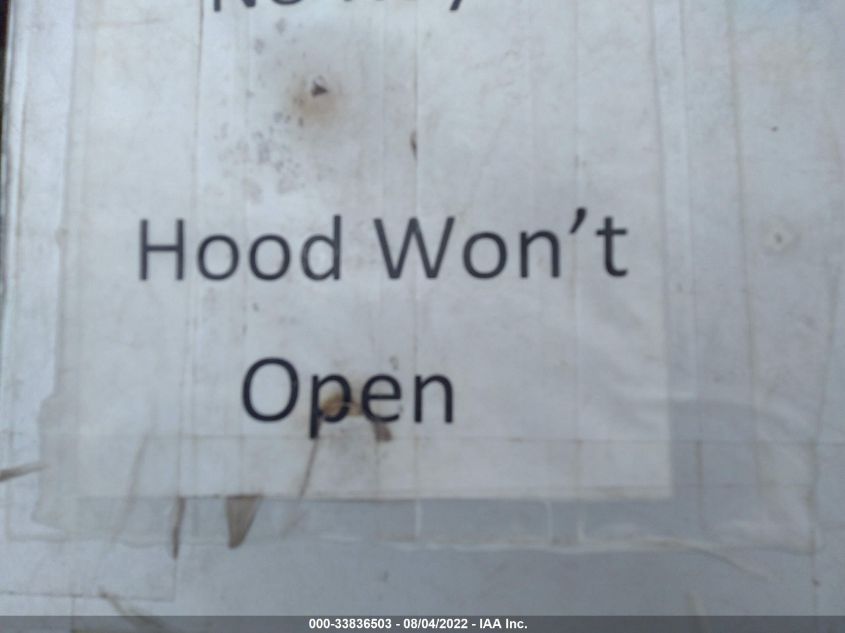 Hood Won't
Open
000-33836503 - 08/04/2022 - IAA Inc.